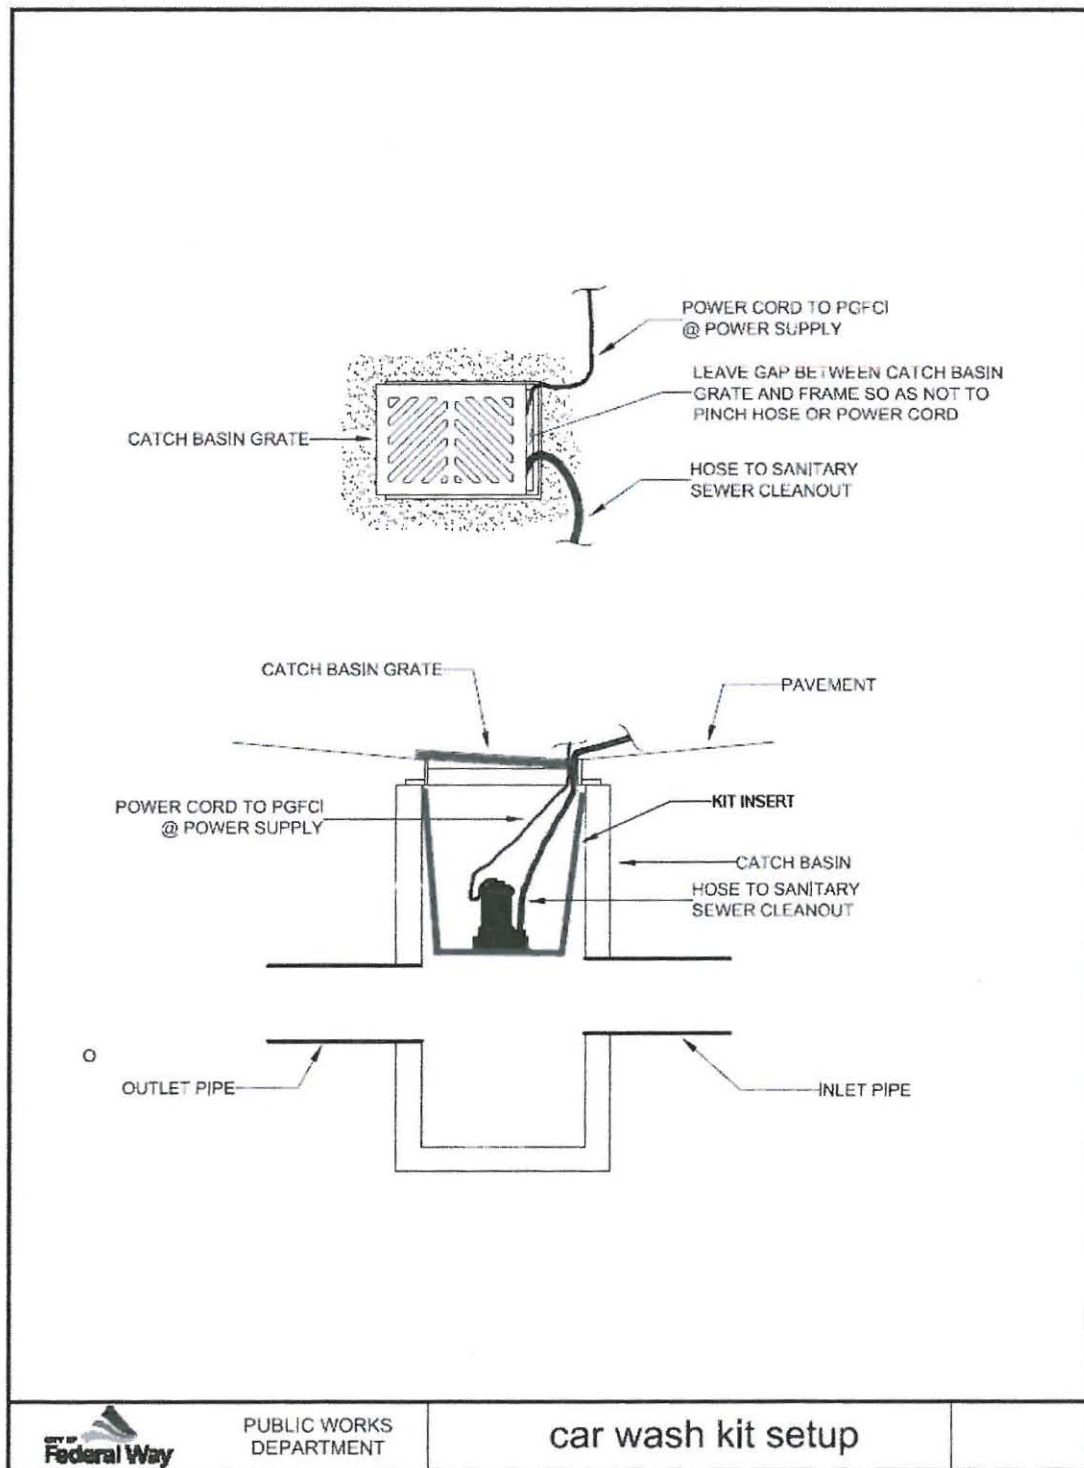 POWER CORD TO PGFCI
@ POWER SUPPLY
LEAVE GAP BETWEEN CATCH BASIN
GRATE AND FRAME SO AS NOT TO
PINCH HOSE OR POWER CORD
CATCH BASIN GRATE
HOSE TO SANITARY
SEWER CLEANOUT
CATCH BASIN GRATE
PAVEMENT
POWER CORD TO PGFCI
@ POWER SUPPLY
KIT INSERT
CATCH BASIN
HOSE TO SANITARY
SEWER CLEANOUT
O
OUTLET PIPE
INLET PIPE
CITY OF
Federal Way
PUBLIC WORKS
DEPARTMENT
car wash kit setup